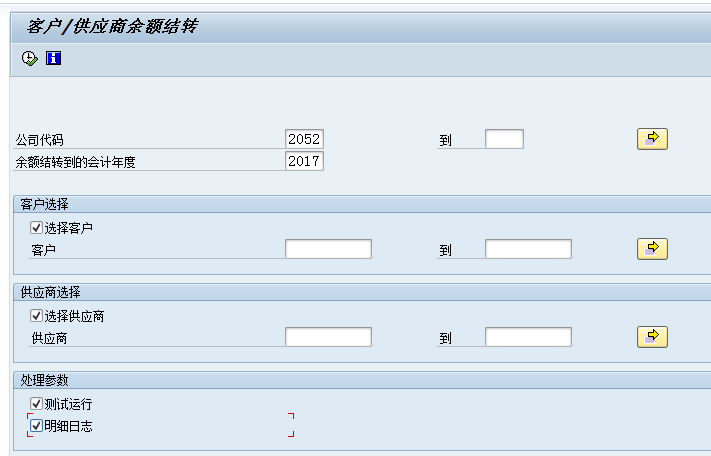 客户/供应商余额结转
公司代码 2052 到
余额结转到的会计年度 2017
客户选择
选择客户
客户 到
供应商选择
选择供应商
供应商 到
处理参数
测试运行
明细日志